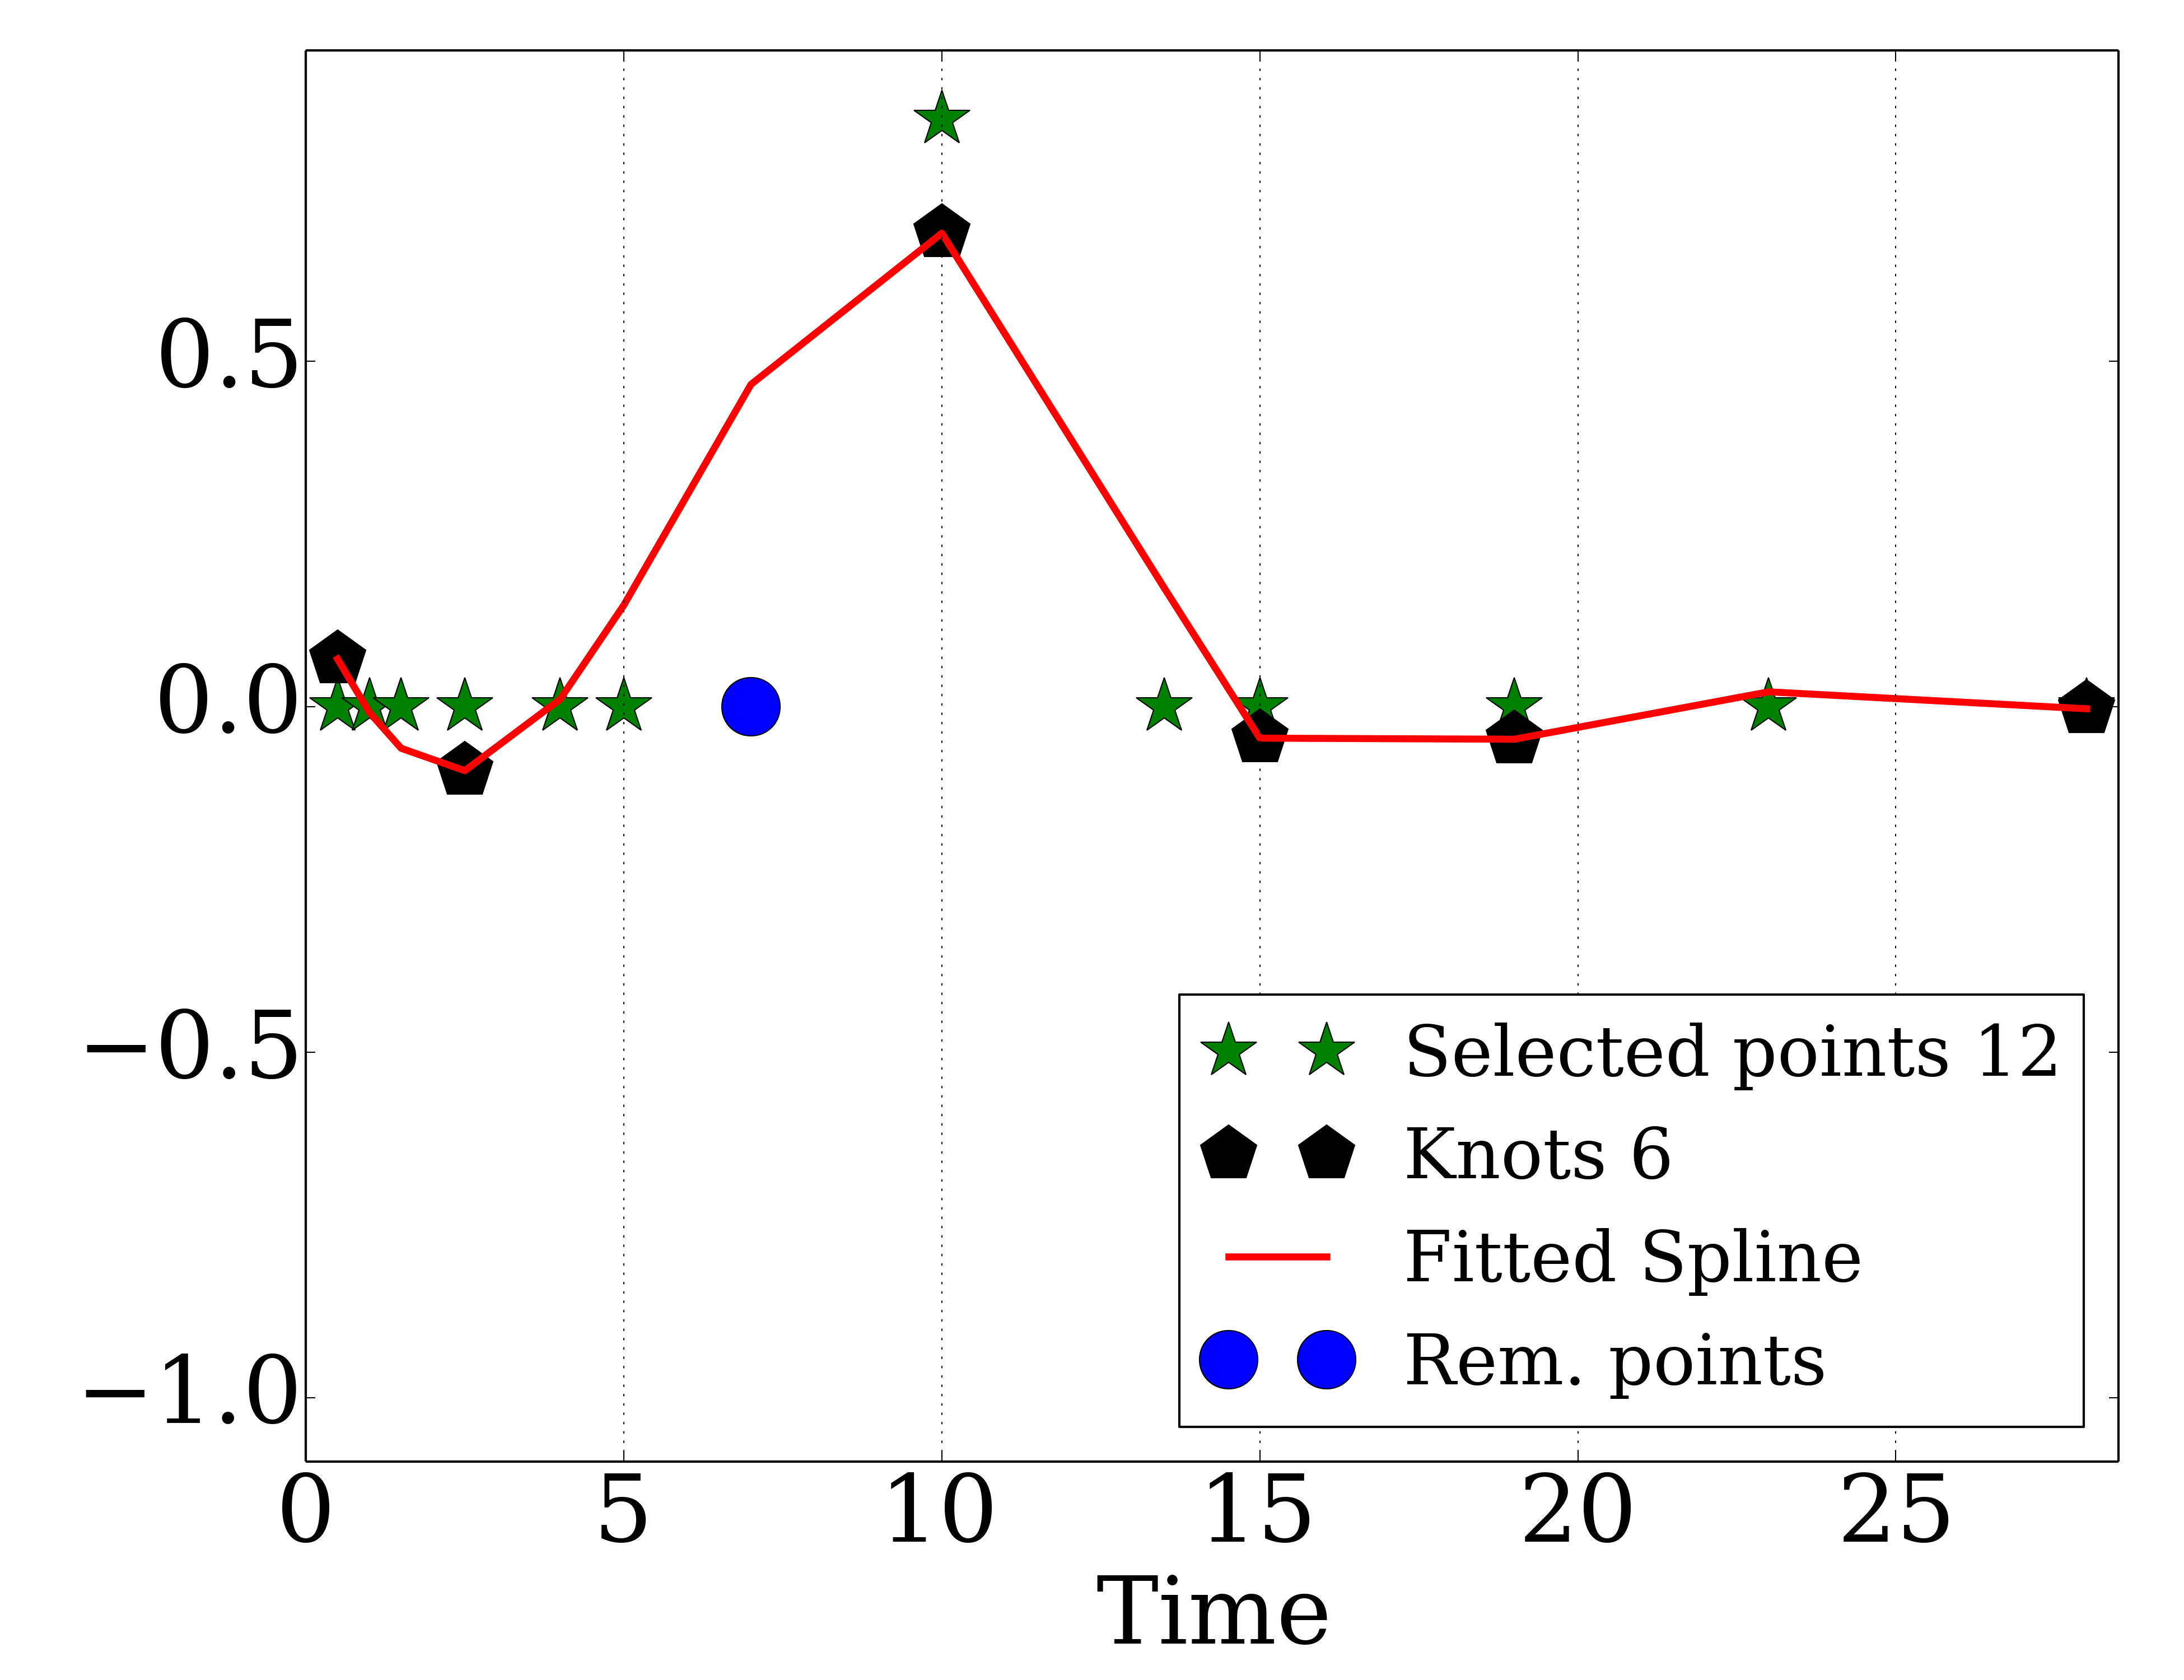 0.5
0.0
−0.5
−1.0
Selected points 12
Knots 6
Fitted Spline
Rem. points
0 5 10 15 20 25
Time